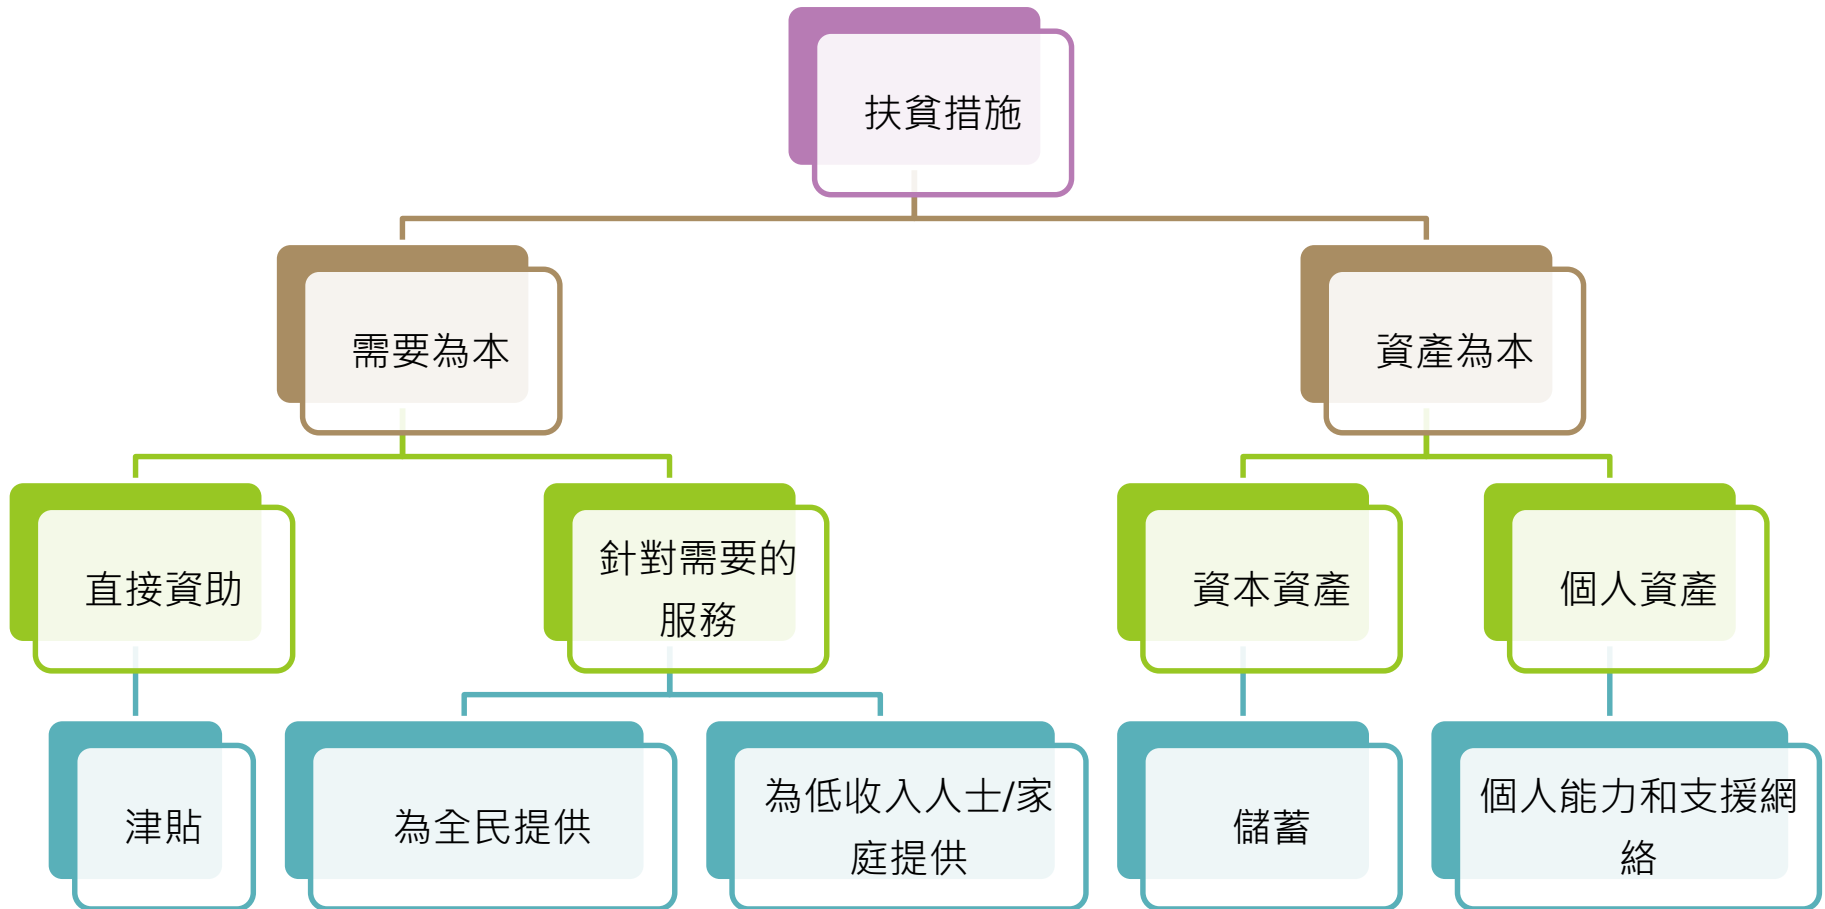 扶貧措施
需要為本
資產為本
直接資助
針對需要的
服務
資本資產
個人資產
津貼
為全民提供
為低收入人士/家
庭提供
儲蓄
個人能力和支援網
絡